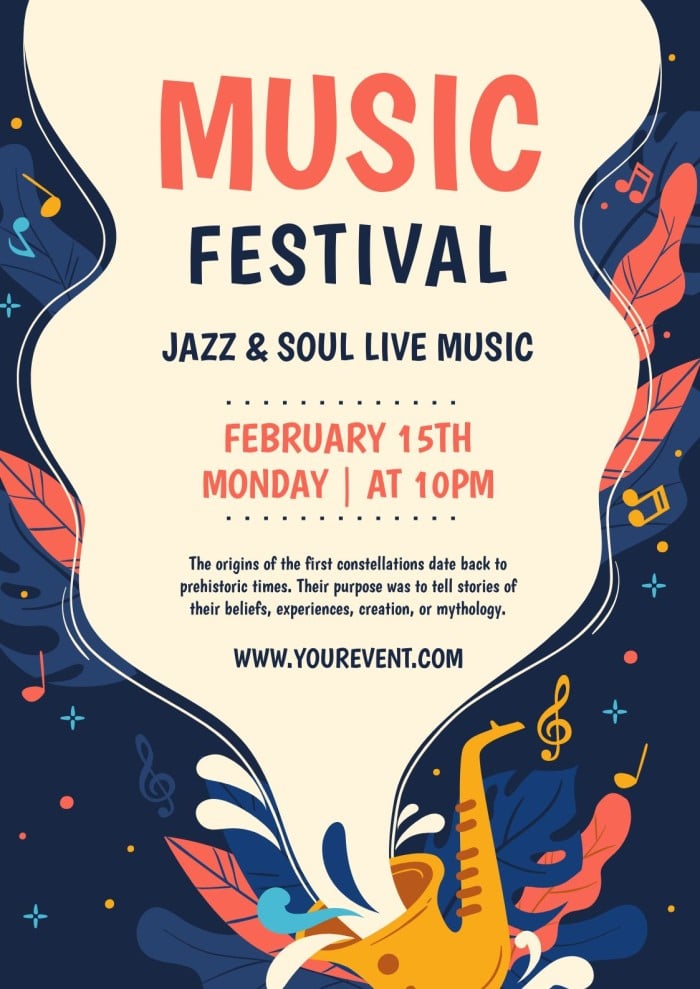 MUSIC
FESTIVAL
JAZZ & SOUL LIVE MUSIC
FEBRUARY 15TH
MONDAY | AT 10PM
The origins of the first constellations date back to
prehistoric times. Their purpose was to tell stories of
their beliefs, experiences, creation, or mythology.
WWW.YOUREVENT.COM